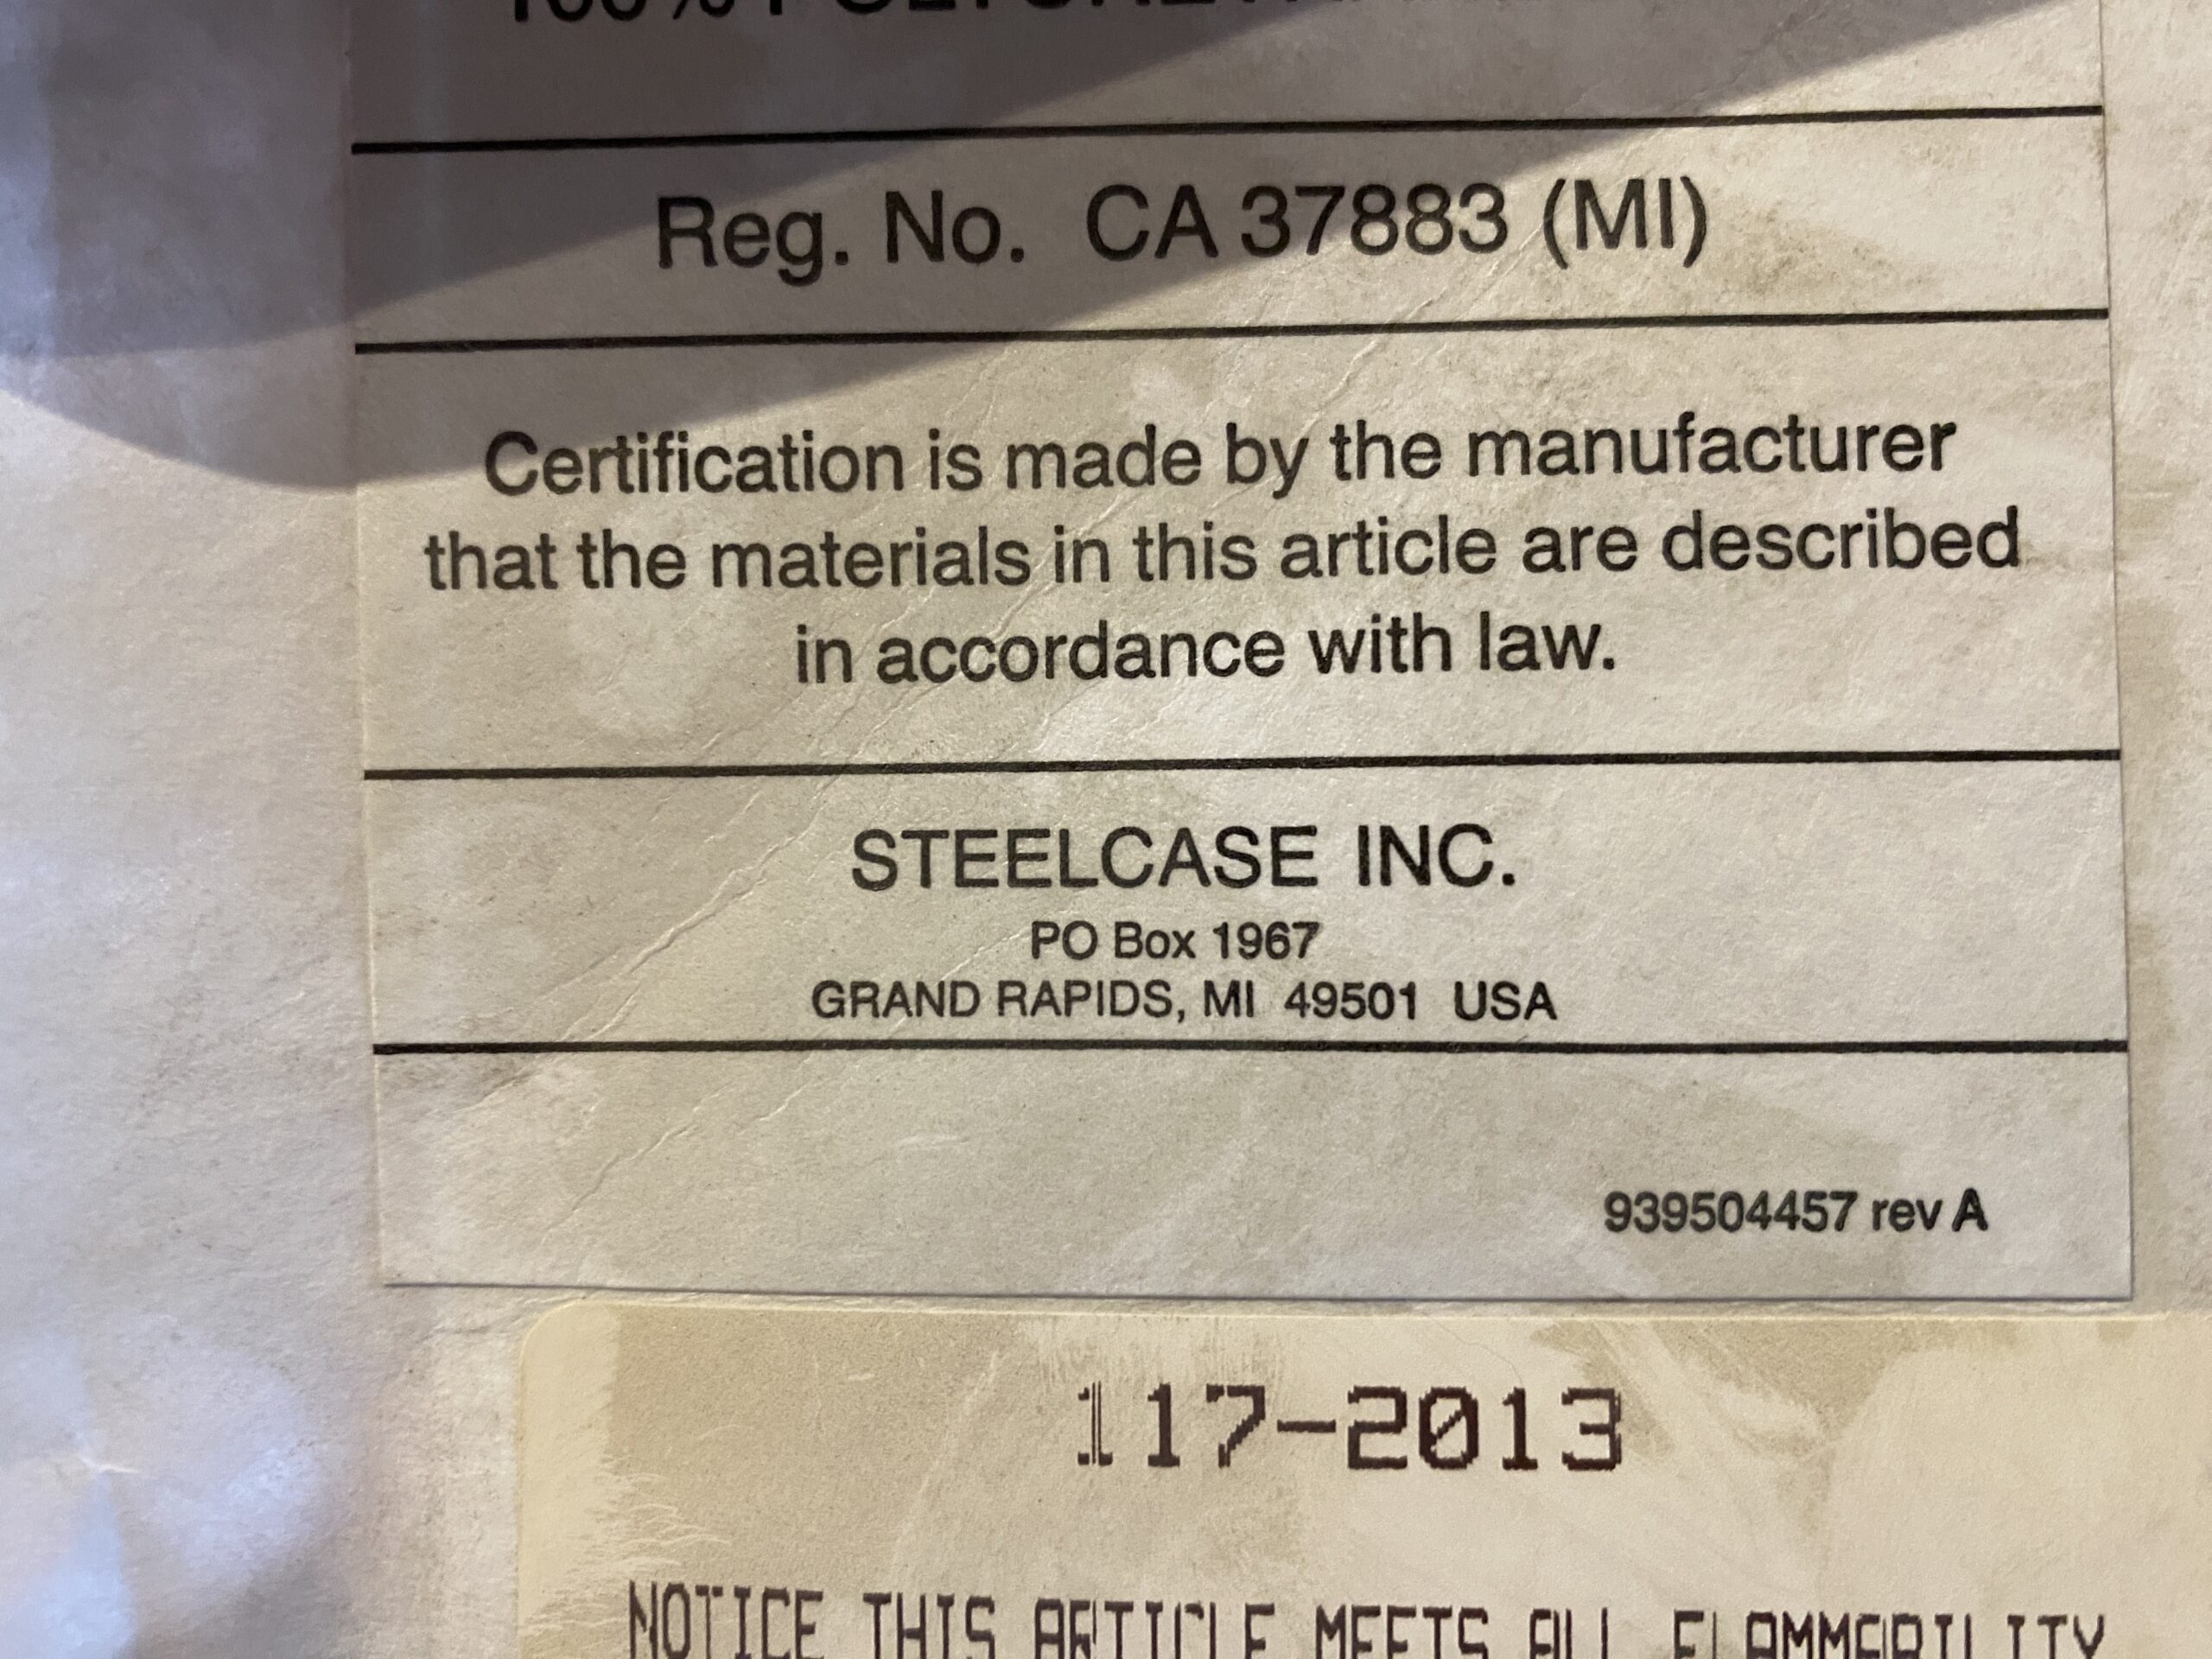 100% POLYURETHANE
Reg. No. CA 37883 (MI)
Certification is made by the manufacturer
that the materials in this article are described
in accordance with law.
STEELCASE INC.
PO Box 1967
GRAND RAPIDS, MI 49501 USA
939504457 rev A
117-2013
NOTICE THIS ARTICLE MEETS ALL FLAMMABILITY